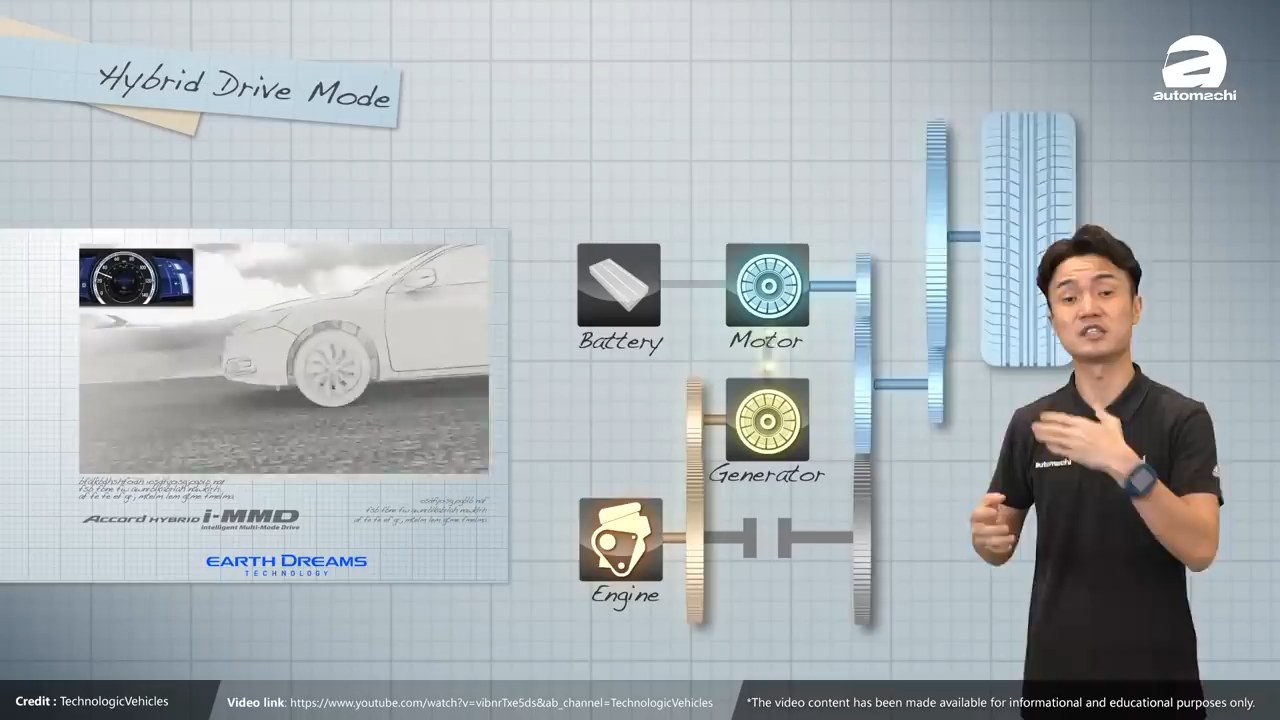 Hybrid Drive Mode
automachi
Battery
Motor
Generator
Engine
Accord HYBRID i-MMD
Intelligent Multi-Mode Drive
EARTH DREAMS
TECHNOLOGY
automachi
Credit : TechnologicVehicles
Video link: https://www.youtube.com/watch?v=vibnrTxe5ds&ab_channel=TechnologicVehicles
*The video content has been made available for informational and educational purposes only.